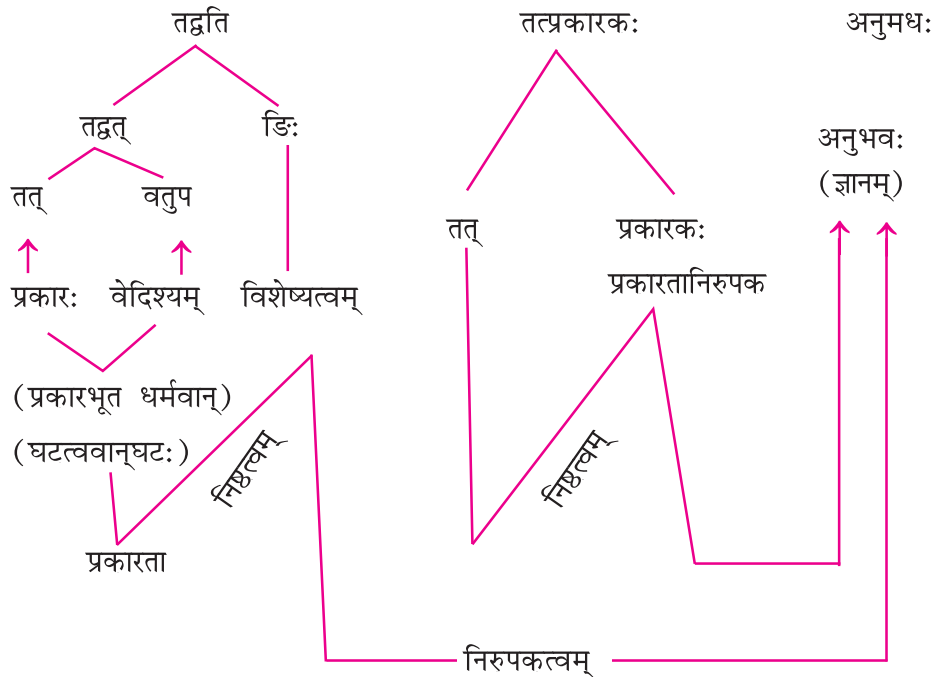 तद्वति
तत्प्रकारकः
अनुमधः
तद्वत्
ङिः
अनुभवः
(ज्ञानम्)
तत्
वतुप
तत्
प्रकारकः
प्रकारः
वेदिश्यम्
विशेष्यत्वम्
प्रकारतानिरुपक
(प्रकारभूत धर्मवान्)
(घटत्ववान्घटः)
निष्ठत्वम्
निष्ठत्वम्
प्रकारता
निरुपकत्वम्